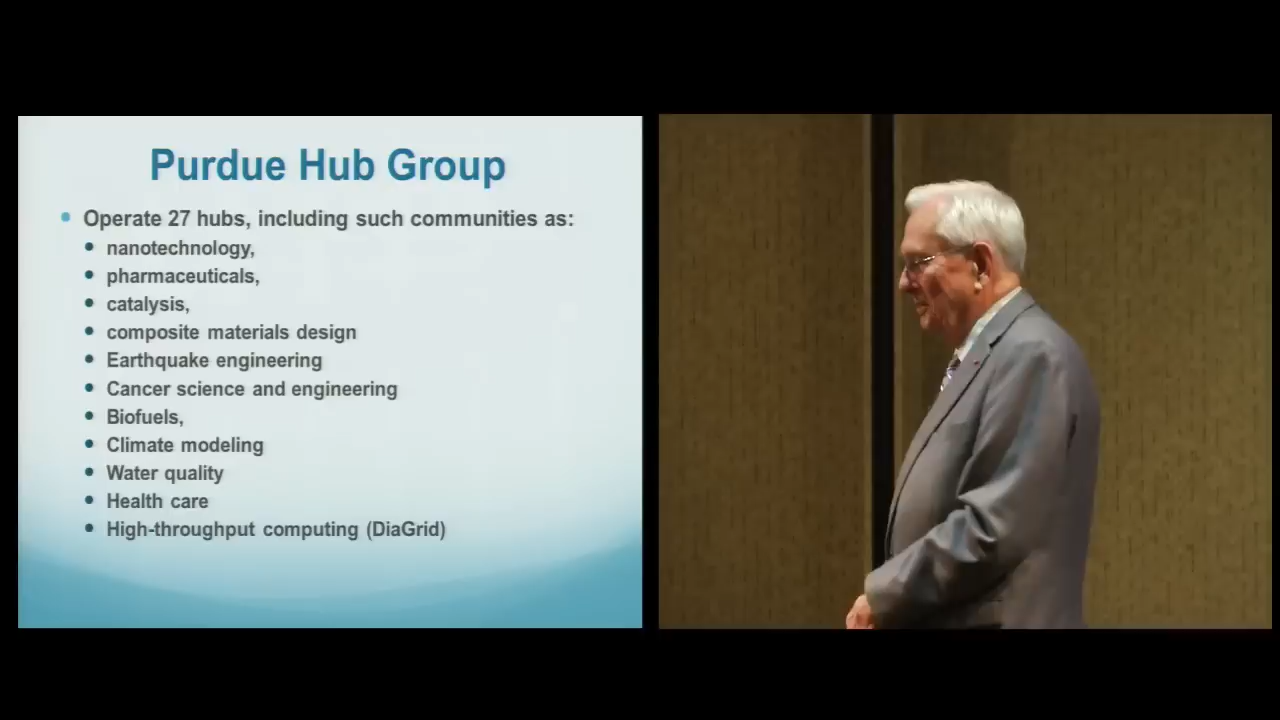 Purdue Hub Group
Operate 27 hubs, including such communities as:
nanotechnology,
pharmaceuticals,
catalysis,
composite materials design
Earthquake engineering
Cancer science and engineering
Biofuels,
Climate modeling
Water quality
Health care
High-throughput computing (DiaGrid)